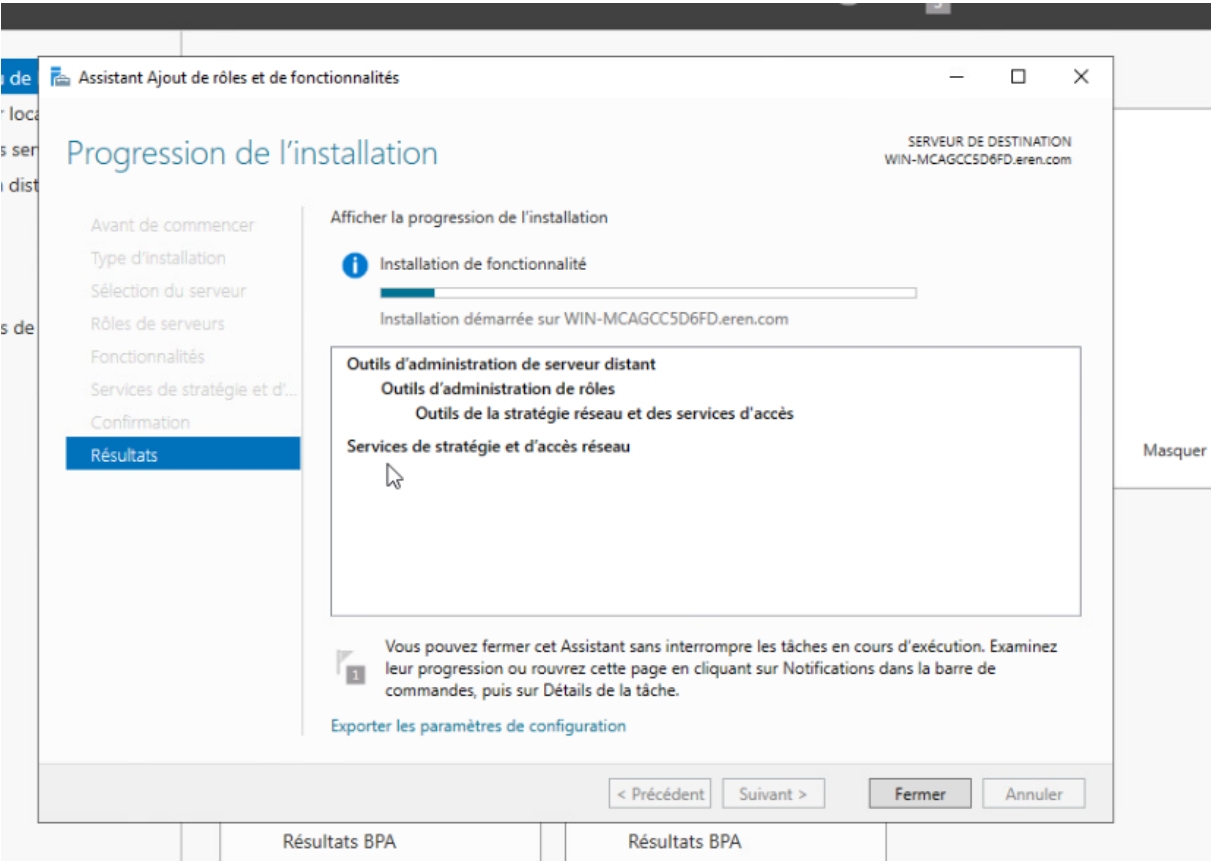 Assistant Ajout de rôles et de fonctionnalités
Progression de l'installation
SERVEUR DE DESTINATION
WIN-MCAGCC5D6FD.eren.com
Avant de commencer
Type d'installation
Sélection du serveur
Rôles de serveurs
Fonctionnalités
Services de stratégie et d'...
Confirmation
Résultats
Afficher la progression de l'installation
Installation de fonctionnalité
Installation démarrée sur WIN-MCAGCC5D6FD.eren.com
Outils d'administration de serveur distant
Outils d'administration de rôles
Outils de la stratégie réseau et des services d'accès
Services de stratégie et d'accès réseau
1
Vous pouvez fermer cet Assistant sans interrompre les tâches en cours d'exécution. Examinez
leur progression ou rouvrez cette page en cliquant sur Notifications dans la barre de
commandes, puis sur Détails de la tâche.
Exporter les paramètres de configuration
< Précédent
Suivant >
Fermer
Annuler
de
loca
ser
dist
s de
Masquer
Résultats BPA
Résultats BPA